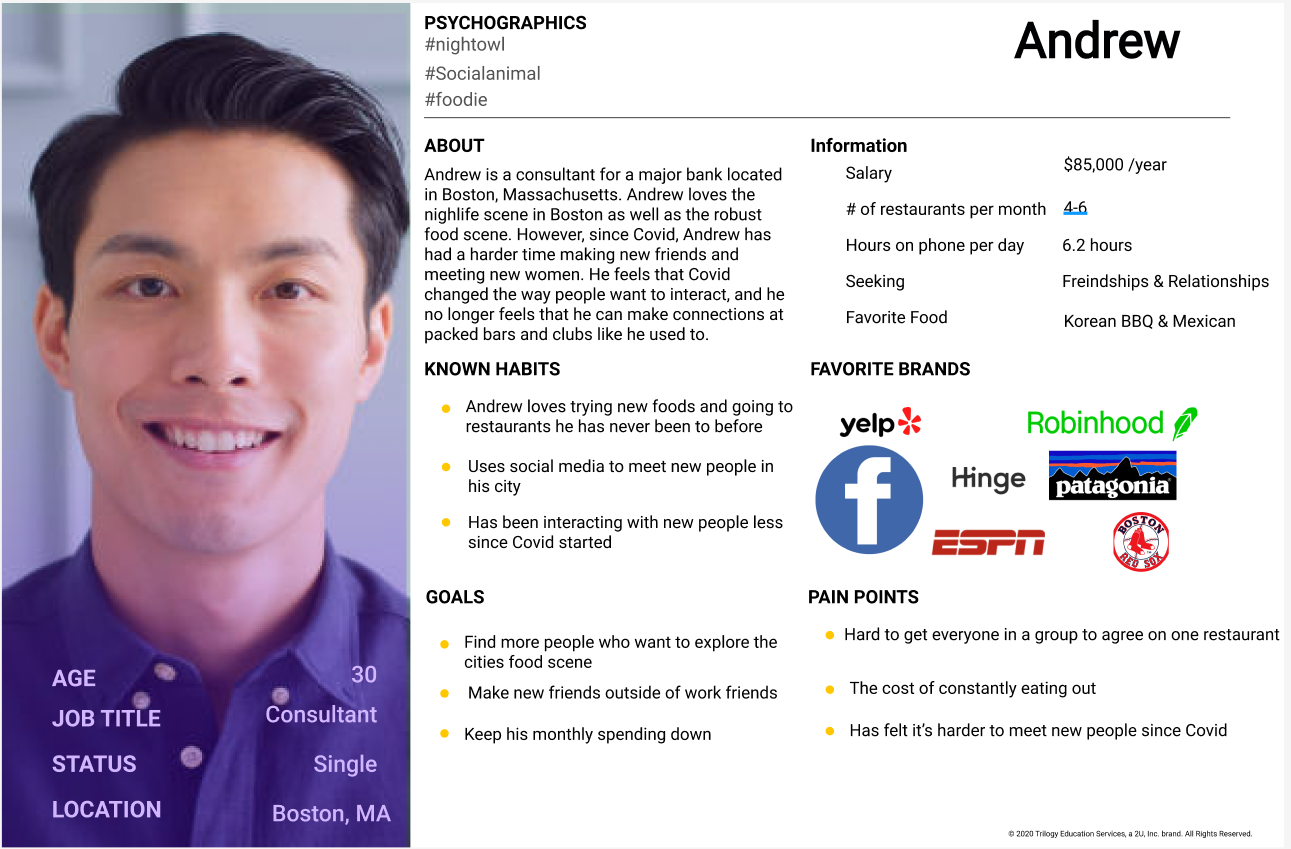 PSYCHOGRAPHICS
#nightowl
#Socialanimal
#foodie
Andrew
ABOUT
Andrew is a consultant for a major bank located
in Boston, Massachusetts. Andrew loves the
nighlife scene in Boston as well as the robust
food scene. However, since Covid, Andrew has
had a harder time making new friends and
meeting new women. He feels that Covid
changed the way people want to interact, and he
no longer feels that he can make connections at
packed bars and clubs like he used to.
Information
Salary $85,000 /year
# of restaurants per month 4-6
Hours on phone per day 6.2 hours
Seeking Freindships & Relationships
Favorite Food Korean BBQ & Mexican
KNOWN HABITS
Andrew loves trying new foods and going to
restaurants he has never been to before
Uses social media to meet new people in
his city
Has been interacting with new people less
since Covid started
FAVORITE BRANDS
yelp
Robinhood
f
Hinge
patagonia
ESPN
BOSTON
RED SOX
GOALS
Find more people who want to explore the
cities food scene
Make new friends outside of work friends
Keep his monthly spending down
PAIN POINTS
Hard to get everyone in a group to agree on one restaurant
The cost of constantly eating out
Has felt it's harder to meet new people since Covid
AGE 30
JOB TITLE Consultant
STATUS Single
LOCATION Boston, MA
© 2020 Trilogy Education Services, a 2U, Inc. brand. All Rights Reserved.